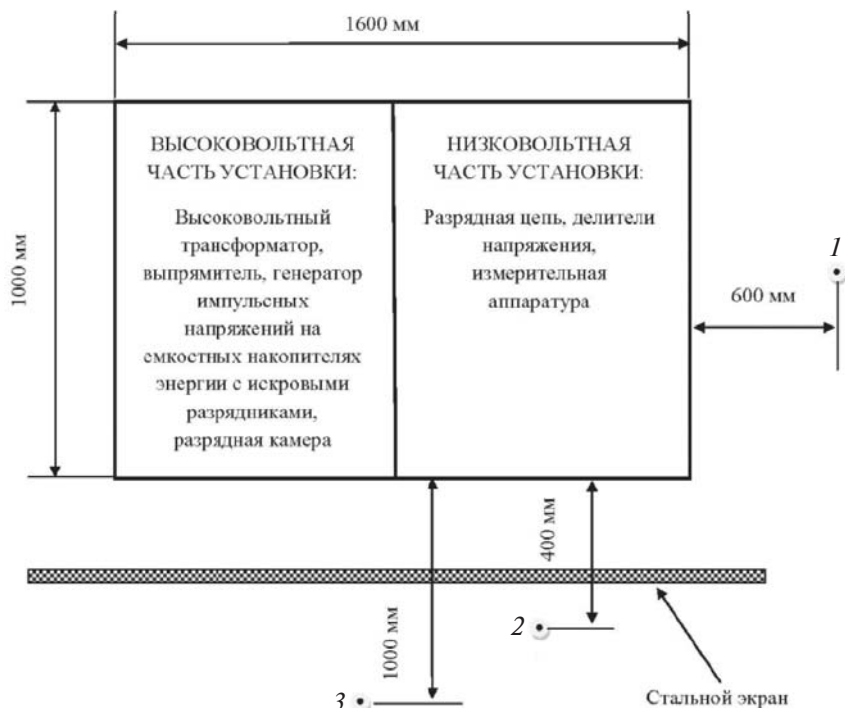 1600 мм
ВЫСОКОВОЛЬТНАЯ
ЧАСТЬ УСТАНОВКИ:
Высоковольтный
трансформатор,
выпрямитель, генератор
импульсных
напряжений на
емкостных накопителях
энергии с искровыми
разрядниками,
разрядная камера
НИЗКОВОЛЬТНАЯ
ЧАСТЬ УСТАНОВКИ:
Разрядная цепь, делители
напряжения,
измерительная
аппаратура
1000 мм
1
600 мм
400 мм
1000 мм
2
3
Стальной экран